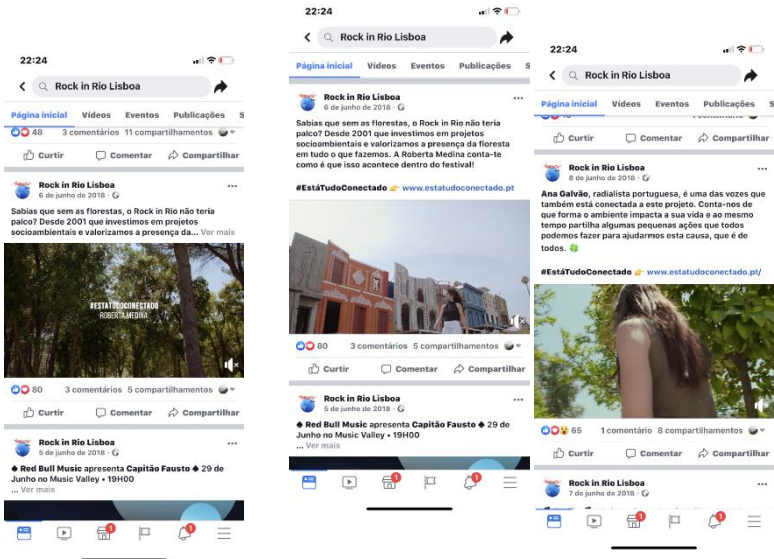 22:24
Rock in Rio Lisboa
Página inicial Vídeos Eventos Publicações S
48 3 comentários 11 compartilhamentos
Curtir Comentar Compartilhar
Rock in Rio Lisboa
6 de junho de 2018
Sabias que sem as florestas, o Rock in Rio não teria
palco? Desde 2001 que investimos em projetos
socioambientais e valorizamos a presença da... Ver mais
#ESTATUDOCONECTADO
ROBERTA MEDINA
80 3 comentários 5 compartilhamentos
Curtir Comentar Compartilhar
Rock in Rio Lisboa
5 de junho de 2018
♠ Red Bull Music apresenta Capitão Fausto ♠ 29 de
Junho no Music Valley • 19H00
... Ver mais
1
22:24
Rock in Rio Lisboa
Página inicial Vídeos Eventos Publicações S
Rock in Rio Lisboa
6 de junho de 2018
Sabias que sem as florestas, o Rock in Rio não teria
palco? Desde 2001 que investimos em projetos
socioambientais e valorizamos a presença da floresta
em tudo o que fazemos. A Roberta Medina conta-te
como é que isso acontece dentro do festival!
#EstáTudoConectado 👉 www.estatudoconectado.pt
80 3 comentários 5 compartilhamentos
Curtir Comentar Compartilhar
Rock in Rio Lisboa
5 de junho de 2018
♠ Red Bull Music apresenta Capitão Fausto ♠ 29 de
Junho no Music Valley • 19H00
... Ver mais
1
22:24
Rock in Rio Lisboa
Página inicial Vídeos Eventos Publicações S
Curtir Comentar Compartilhar
Rock in Rio Lisboa
8 de junho de 2018
Ana Galvão, radialista portuguesa, é uma das vozes que
também está conectada a este projeto. Conta-nos de
que forma o ambiente impacta a sua vida e ao mesmo
tempo partilha algumas pequenas ações que todos
podemos fazer para ajudarmos esta causa, que é de
todos. 🍀
#EstáTudoConectado 👉 www.estatudoconectado.pt/
65 1 comentário 8 compartilhamentos
Curtir Comentar Compartilhar
Rock in Rio Lisboa
7 de junho de 2018
1